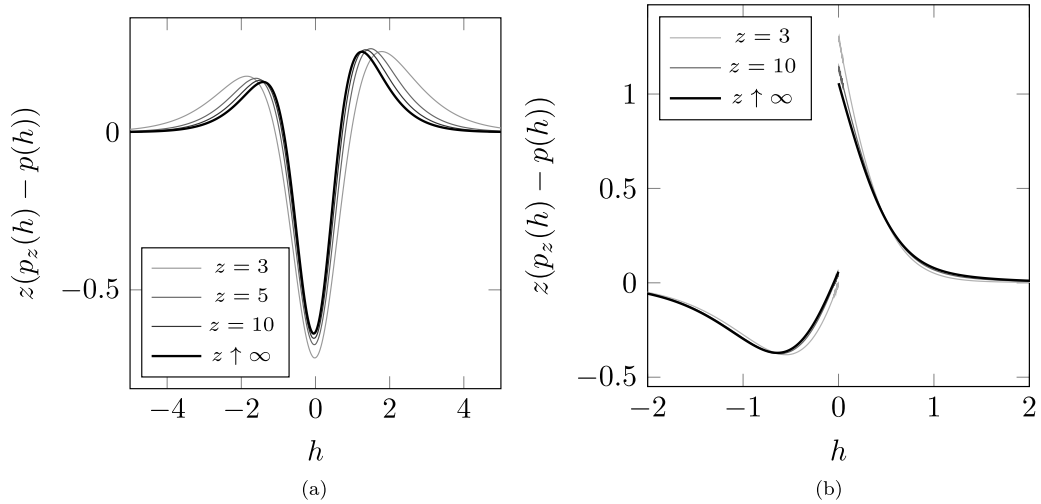 z(p_z(h) − p(h))
0
−0.5
z = 3
z = 5
z = 10
z ↑ ∞
−4
−2
0
2
4
h
(a)
z(p_z(h) − p(h))
1
0.5
0
−0.5
z = 3
z = 10
z ↑ ∞
−2
−1
0
1
2
h
(b)